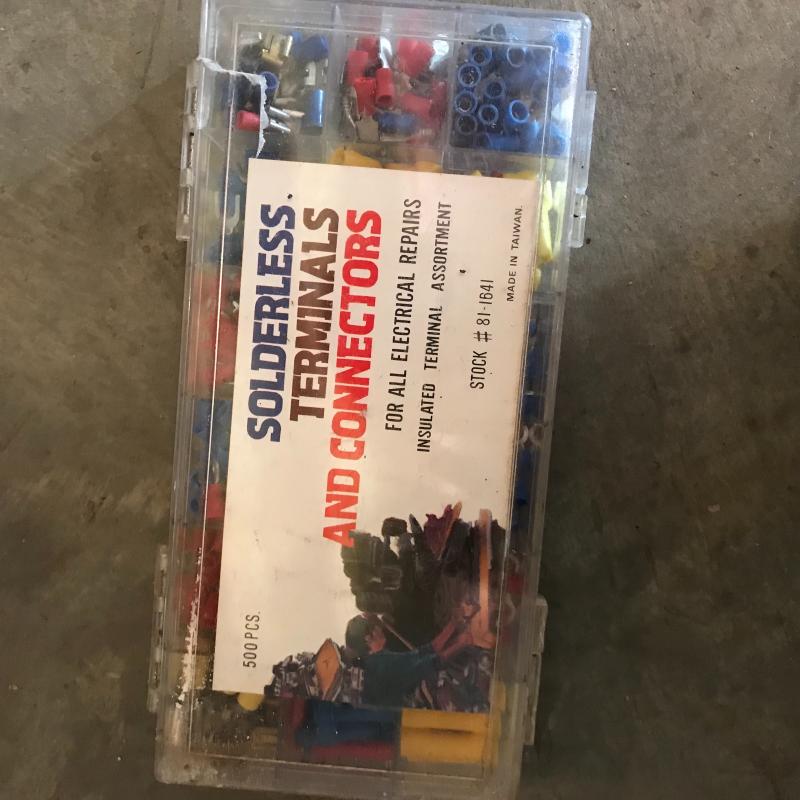 SOLDERLESS
TERMINALS
AND CONNECTORS
FOR ALL ELECTRICAL REPAIRS
INSULATED TERMINAL ASSORTMENT
STOCK # 81-1641
MADE IN TAIWAN.
500 PCS.